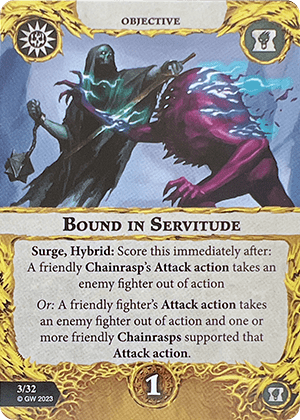 OBJECTIVE
BOUND IN SERVITUDE
Surge, Hybrid: Score this immediately after:
A friendly Chainrasp's Attack action takes an
enemy fighter out of action
Or: A friendly fighter's Attack action takes
an enemy fighter out of action and one or
more friendly Chainrasps supported that
Attack action.
3/32
© GW 2023
1